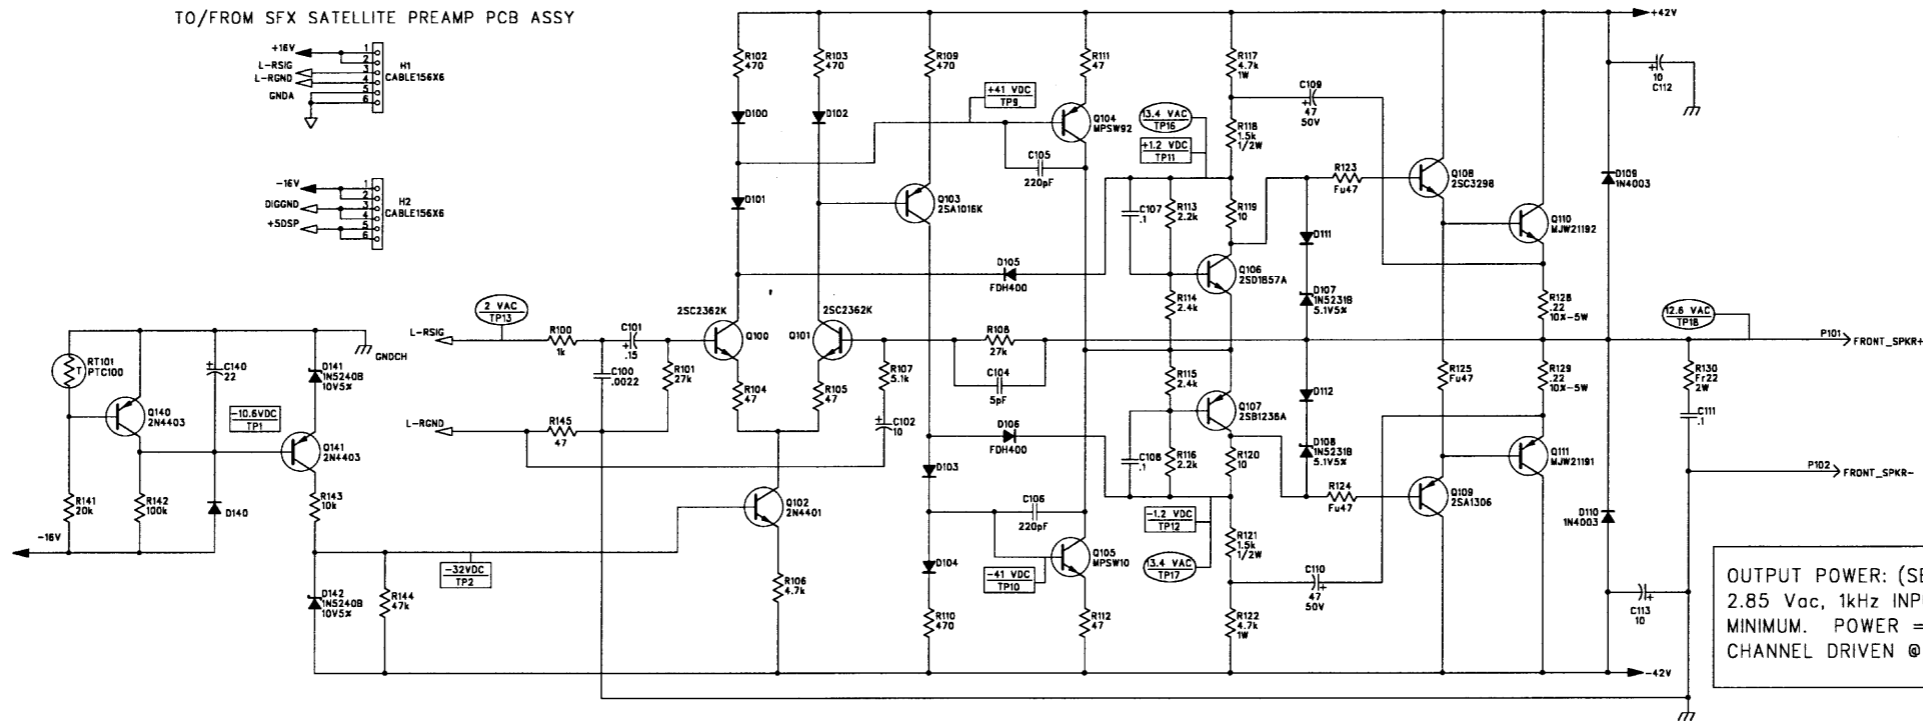 TO/FROM SFX SATELLITE PREAMP PCB ASSY
+16V
L-RSIG
L-RGND
GNDA
1
2
3
4
5
6
H1
CABLE156X6
-16V
DIGGND
+5DSP
1
2
3
4
5
6
H2
CABLE156X6
+42V
R102
470
R103
470
R109
470
R111
47
R117
4.7k
1W
+
10
C112
D100
D102
+41 VDC
TP9
Q104
MPSW92
13.4 VAC
TP16
+1.2 VDC
TP11
R118
1.5k
1/2W
C109
+
47
50V
C105
220pF
R123
Fu47
Q108
2SC3298
D109
1N4003
D101
Q103
2SA1016K
C107
.1
R113
2.2k
R119
10
D111
Q110
MJW21192
D105
FDH400
Q106
2SD1857A
D107
1N5231B
5.1V5%
R114
2.4k
R128
.22
10%-5W
2 VAC
TP13
L-RSIG
R100
1k
C101
+
.15
2SC2362K
Q100
2SC2362K
Q101
R108
27k
12.6 VAC
TP18
P101
FRONT_SPKR+
RT101
PTC100
T
C140
22
+
D141
1N5240B
10V5%
GNDCH
C100
.0022
R101
27k
R104
47
R105
47
R107
5.1k
C104
5pF
R115
2.4k
D112
R125
Fu47
R129
.22
10%-5W
R130
Fr22
2W
Q140
2N4403
-10.6VDC
TP1
L-RGND
R145
47
C102
10
+
Q107
2SB1236A
C111
.1
Q141
2N4403
D106
FDH400
C108
.1
R116
2.2k
R120
10
D108
1N5231B
5.1V5%
Q111
MJW21191
P102
FRONT_SPKR-
R141
20k
R142
100k
D140
R143
10k
Q102
2N4401
D103
C106
220pF
-1.2 VDC
TP12
R124
Fu47
Q109
2SA1306
D110
1N4003
-16V
-32VDC
TP2
D104
-41 VDC
TP10
Q105
MPSW10
13.4 VAC
TP17
R121
1.5k
1/2W
C110
+
47
50V
D142
1N5240B
10V5%
R144
47k
R106
4.7k
R110
470
R112
47
R122
4.7k
1W
C113
10
+
-42V
OUTPUT POWER: (SE
2.85 Vac, 1kHz INP
MINIMUM. POWER =
CHANNEL DRIVEN @